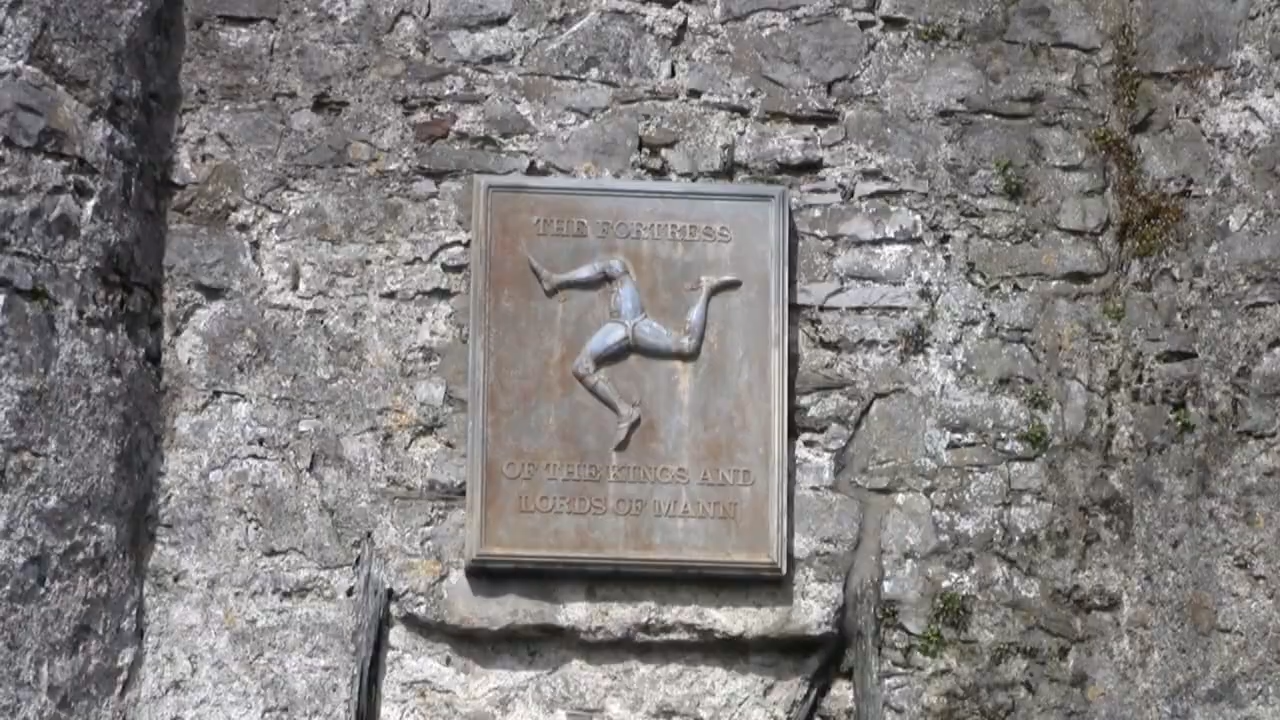 THE FORTRESS
OF THE KINGS AND
LORDS OF MANN